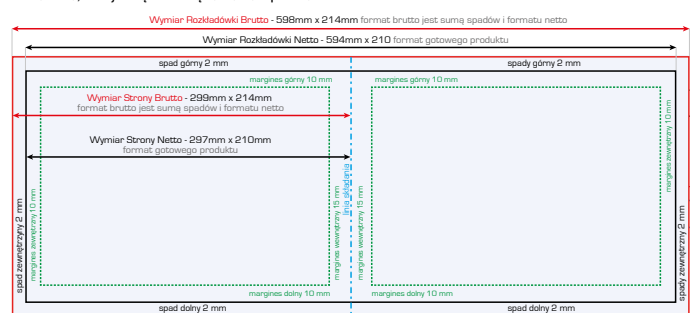 Wymiar Rozkładówki Brutto - 598mm x 214mm format brutto jest sumą spadów i formatu netto
Wymiar Rozkładówki Netto - 594mm x 210 format gotowego produktu
spad górny 2 mm
spady górny 2 mm
margines górny 10 mm
margines górny 10 mm
Wymiar Strony Brutto - 299mm x 214mm
format brutto jest sumą spadów i formatu netto
Wymiar Strony Netto - 297mm x 210mm
format gotowego produktu
spad zewnętrzny 2 mm
margines zewnętrzny 10 mm
margines wewnętrzny 15 mm
linia składania
margines wewnętrzny 15 mm
margines zewnętrzny 10 mm
spady zewnętrzny 2 mm
margines dolny 10 mm
margines dolny 10 mm
spad dolny 2 mm
spad dolny 2 mm